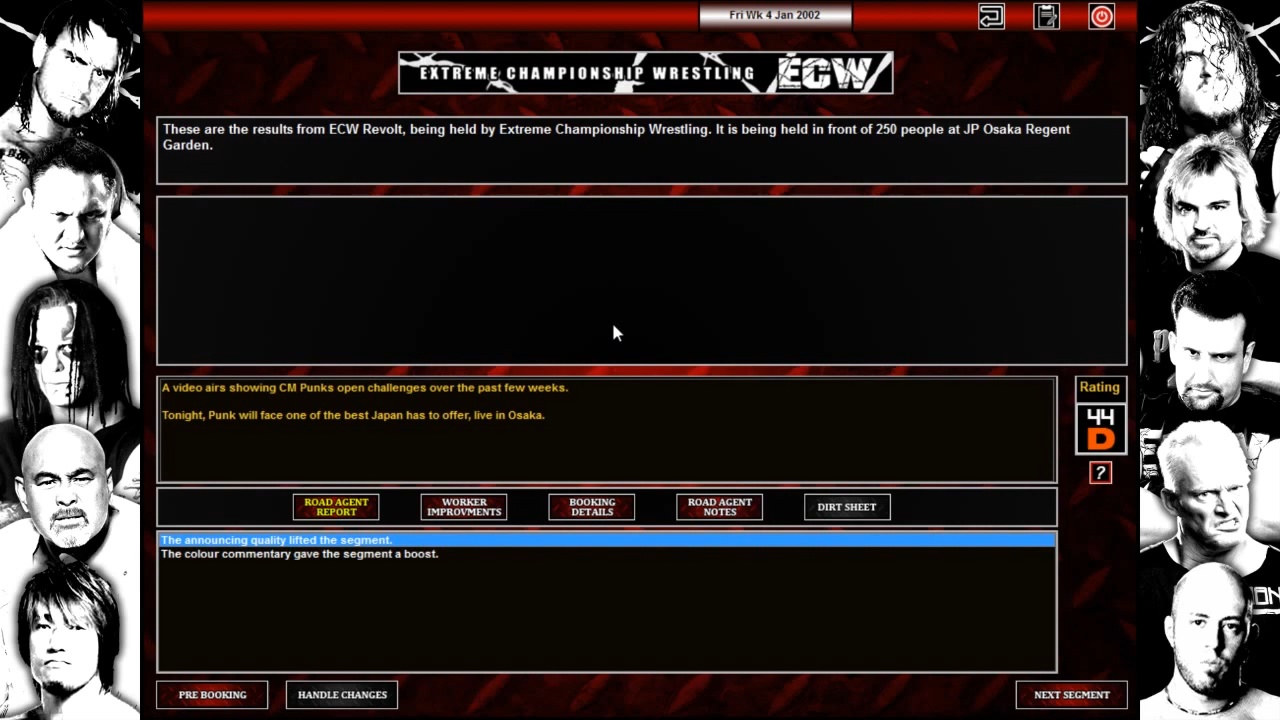 Fri Wk 4 Jan 2002
EXTREME CHAMPIONSHIP WRESTLING ECW
These are the results from ECW Revolt, being held by Extreme Championship Wrestling. It is being held in front of 250 people at JP Osaka Regent
Garden.
A video airs showing CM Punks open challenges over the past few weeks.
Tonight, Punk will face one of the best Japan has to offer, live in Osaka.
Rating
44
D
?
ROAD AGENT
REPORT
WORKER
IMPROVMENTS
BOOKING
DETAILS
ROAD AGENT
NOTES
DIRT SHEET
The announcing quality lifted the segment.
The colour commentary gave the segment a boost.
PRE BOOKING
HANDLE CHANGES
NEXT SEGMENT